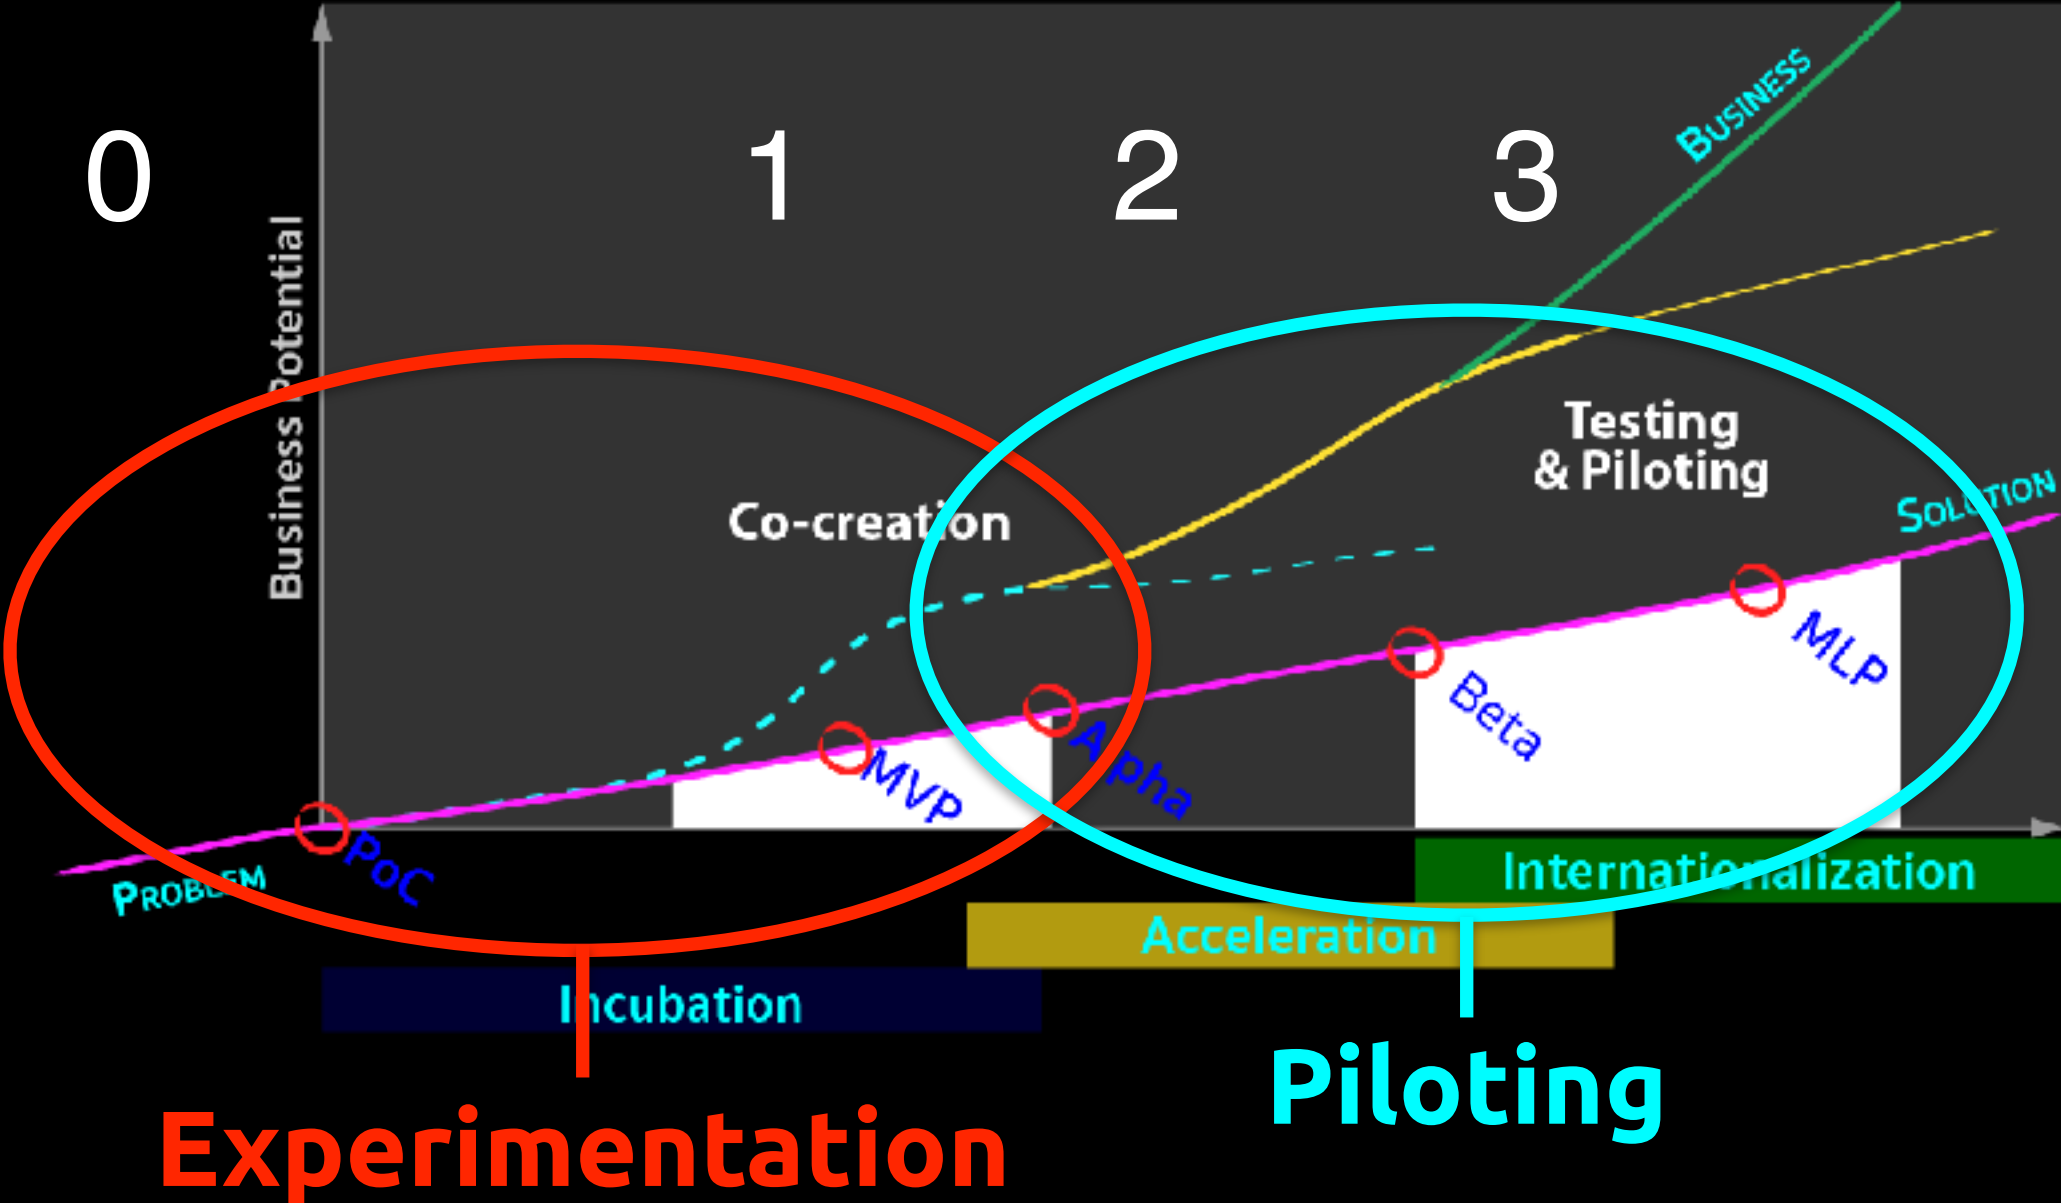 0
1
2
3
BUSINESS
Business Potential
Testing
& Piloting
Co-creation
SOLUTION
MLP
Beta
Alpha
MVP
PoC
PROBLEM
Internationalization
Acceleration
Incubation
Piloting
Experimentation